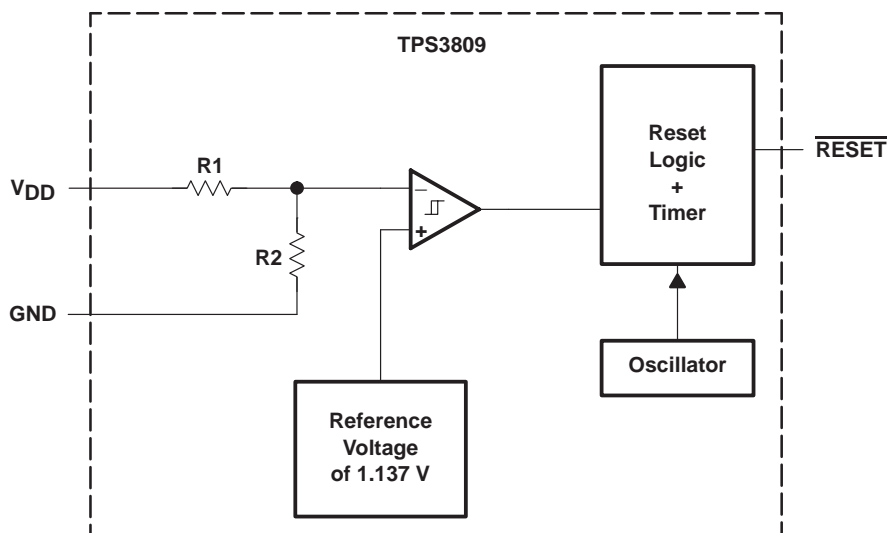 TPS3809
Reset
Logic
+
Timer
RESET
R1
VDD
−
+
R2
GND
Oscillator
Reference
Voltage
of 1.137 V